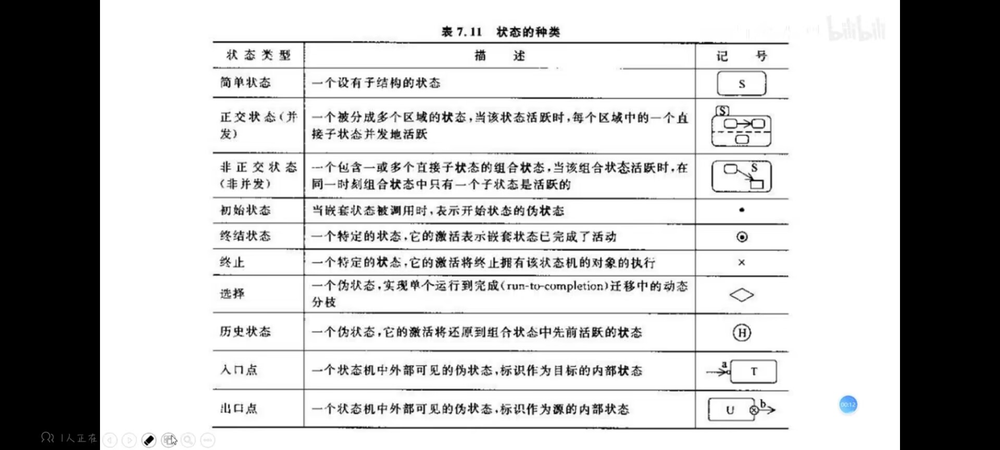 bilibili
表 7.11 状态的种类
状态类型 描述 记号
简单状态 一个设有子结构的状态 S
正交状态(并
发)
一个被分成多个区域的状态,当该状态活跃时,每个区域中的一个直
接子状态并发地活跃
S
非正交状态
(非并发)
一个包含一或多个直接子状态的组合状态,当该组合状态活跃时,在
同一时刻组合状态中只有一个子状态是活跃的
S
初始状态 当嵌套状态被调用时,表示开始状态的伪状态
终结状态 一个特定的状态,它的激活表示嵌套状态已完成了活动
终止 一个特定的状态,它的激活将终止拥有该状态机的对象的执行 ×
选择
一个伪状态,实现单个运行到完成(run-to-completion)迁移中的动态
分枝
历史状态 一个伪状态,它的激活将还原到组合状态中先前活跃的状态 H
入口点 一个状态机中外部可见的伪状态,标识作为目标的内部状态 a T
出口点 一个状态机中外部可见的伪状态,标识作为源的内部状态 U b
00:12
1人正在